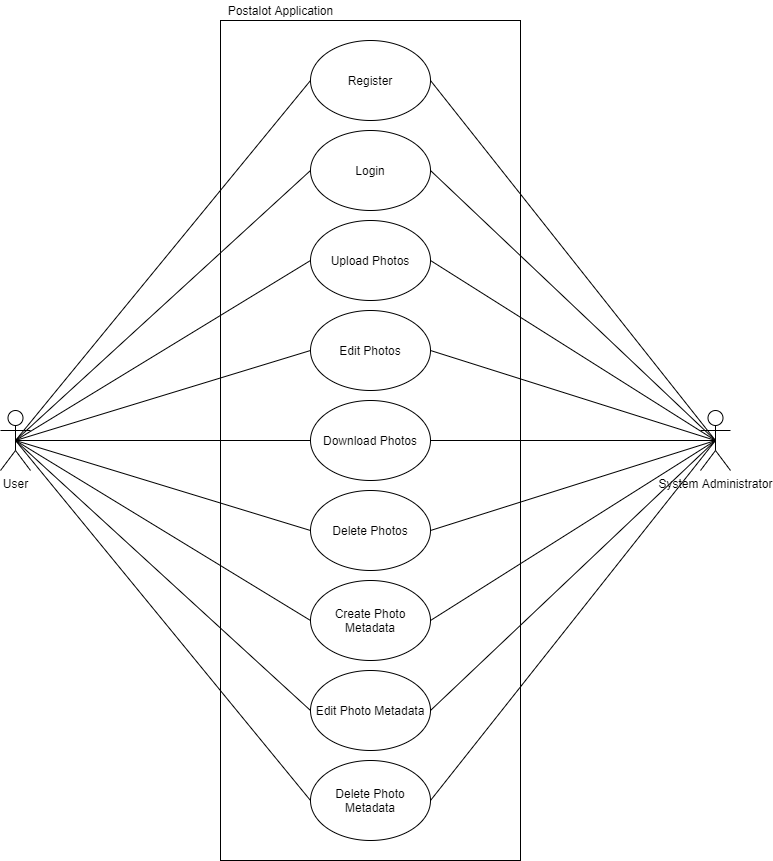 Postalot Application
Register
Login
Upload Photos
Edit Photos
Download Photos
User
System Administrator
Delete Photos
Create Photo
Metadata
Edit Photo Metadata
Delete Photo
Metadata